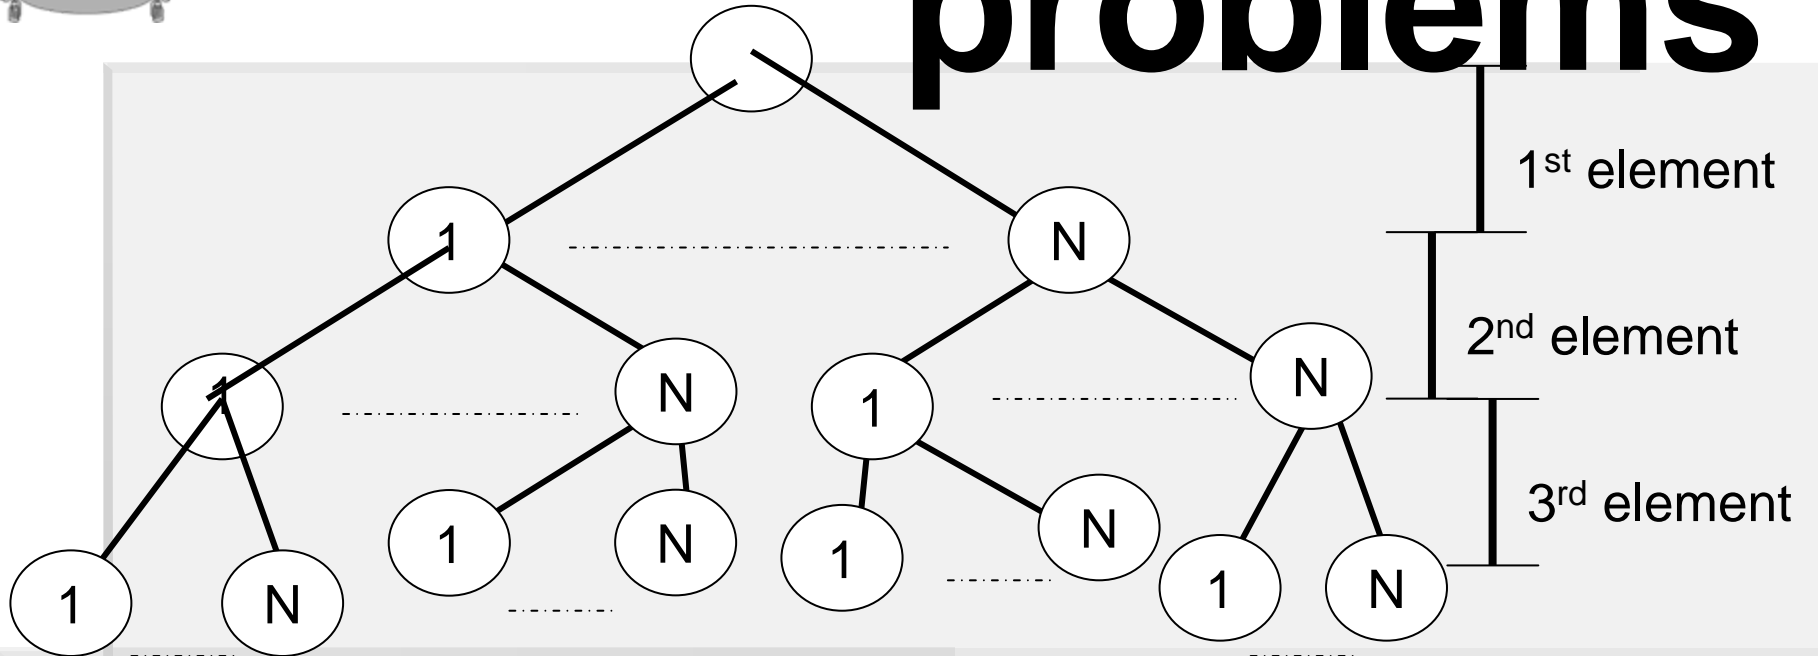 problems
1st element
1 N
2nd element
1 N 1 N
3rd element
1 N 1 N 1 N 1 N